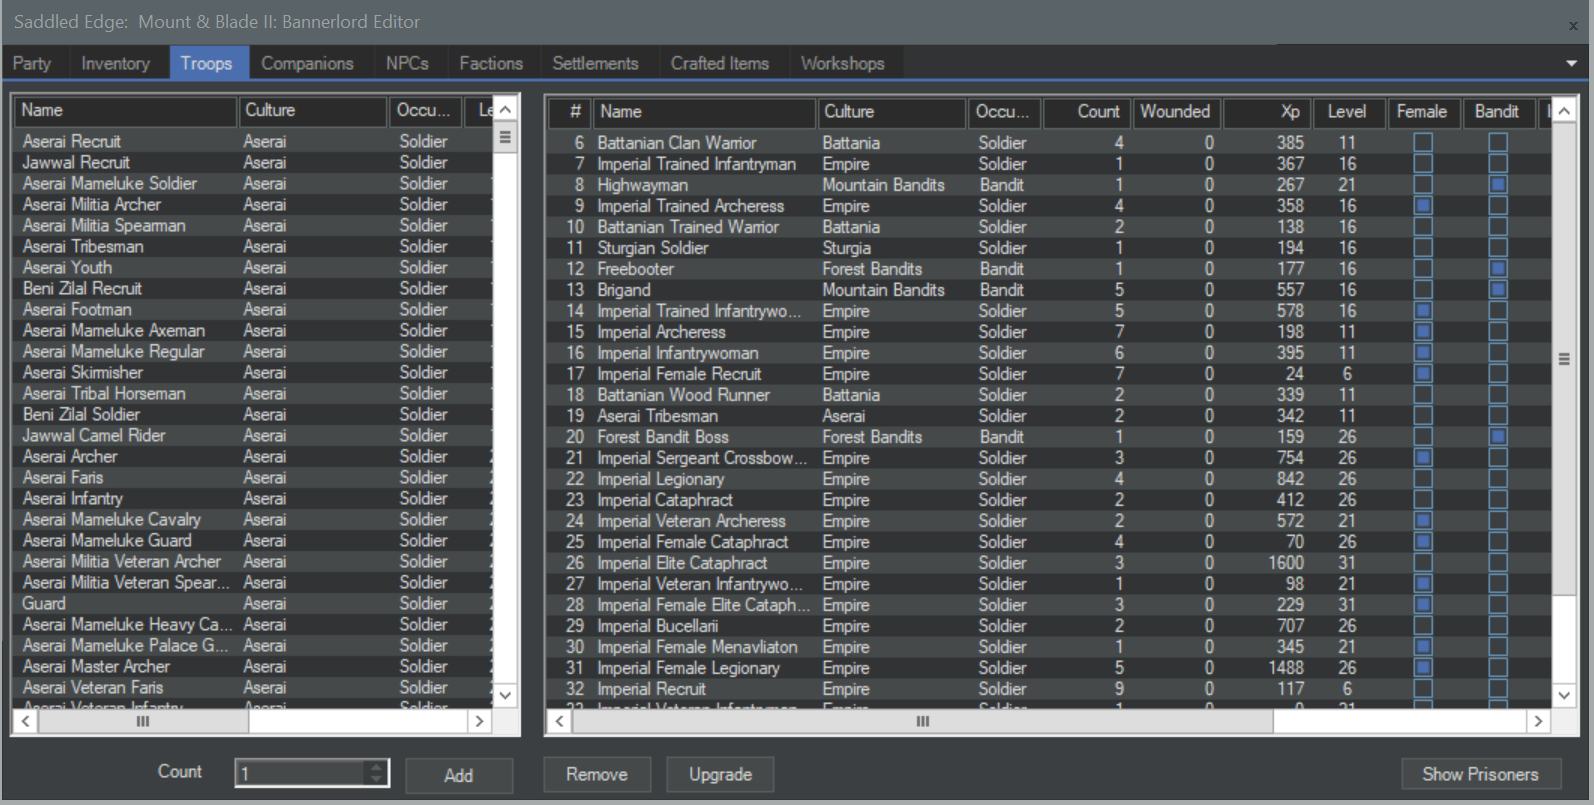 Saddled Edge:  Mount & Blade II: Bannerlord Editor
x
Party Inventory Troops Companions NPCs Factions Settlements Crafted Items Workshops
Name Culture Occu... Le
Aserai Recruit Aserai Soldier
Jawwal Recruit Aserai Soldier
Aserai Mameluke Soldier Aserai Soldier
Aserai Militia Archer Aserai Soldier
Aserai Militia Spearman Aserai Soldier
Aserai Tribesman Aserai Soldier
Aserai Youth Aserai Soldier
Beni Zilal Recruit Aserai Soldier
Aserai Footman Aserai Soldier
Aserai Mameluke Axeman Aserai Soldier
Aserai Mameluke Regular Aserai Soldier
Aserai Skirmisher Aserai Soldier
Aserai Tribal Horseman Aserai Soldier
Beni Zilal Soldier Aserai Soldier
Jawwal Camel Rider Aserai Soldier
Aserai Archer Aserai Soldier
Aserai Faris Aserai Soldier
Aserai Infantry Aserai Soldier
Aserai Mameluke Cavalry Aserai Soldier
Aserai Mameluke Guard Aserai Soldier
Aserai Militia Veteran Archer Aserai Soldier
Aserai Militia Veteran Spear... Aserai Soldier
Guard Aserai Soldier
Aserai Mameluke Heavy Ca... Aserai Soldier
Aserai Mameluke Palace G... Aserai Soldier
Aserai Master Archer Aserai Soldier
Aserai Veteran Faris Aserai Soldier
Aserai Veteran Infantry Aserai Soldier
# Name Culture Occu... Count Wounded Xp Level Female Bandit
6 Battanian Clan Warrior Battania Soldier 4 0 385 11
7 Imperial Trained Infantryman Empire Soldier 1 0 367 16
8 Highwayman Mountain Bandits Bandit 1 0 267 21
9 Imperial Trained Archeress Empire Soldier 4 0 358 16
10 Battanian Trained Warrior Battania Soldier 2 0 138 16
11 Sturgian Soldier Sturgia Soldier 1 0 194 16
12 Freebooter Forest Bandits Bandit 1 0 177 16
13 Brigand Mountain Bandits Bandit 5 0 557 16
14 Imperial Trained Infantrywo... Empire Soldier 5 0 578 16
15 Imperial Archeress Empire Soldier 7 0 198 11
16 Imperial Infantrywoman Empire Soldier 6 0 395 11
17 Imperial Female Recruit Empire Soldier 7 0 24 6
18 Battanian Wood Runner Battania Soldier 2 0 339 11
19 Aserai Tribesman Aserai Soldier 2 0 342 11
20 Forest Bandit Boss Forest Bandits Bandit 1 0 159 26
21 Imperial Sergeant Crossbow... Empire Soldier 3 0 754 26
22 Imperial Legionary Empire Soldier 4 0 842 26
23 Imperial Cataphract Empire Soldier 2 0 412 26
24 Imperial Veteran Archeress Empire Soldier 2 0 572 21
25 Imperial Female Cataphract Empire Soldier 4 0 70 26
26 Imperial Elite Cataphract Empire Soldier 3 0 1600 31
27 Imperial Veteran Infantrywo... Empire Soldier 1 0 98 21
28 Imperial Female Elite Cataph... Empire Soldier 3 0 229 31
29 Imperial Bucellarii Empire Soldier 2 0 707 26
30 Imperial Female Menavliaton Empire Soldier 1 0 345 21
31 Imperial Female Legionary Empire Soldier 5 0 1488 26
32 Imperial Recruit Empire Soldier 9 0 117 6
33 Imperial Veteran Infantryman Empire Soldier 1 0 0 21
Count 1 Add Remove Upgrade Show Prisoners